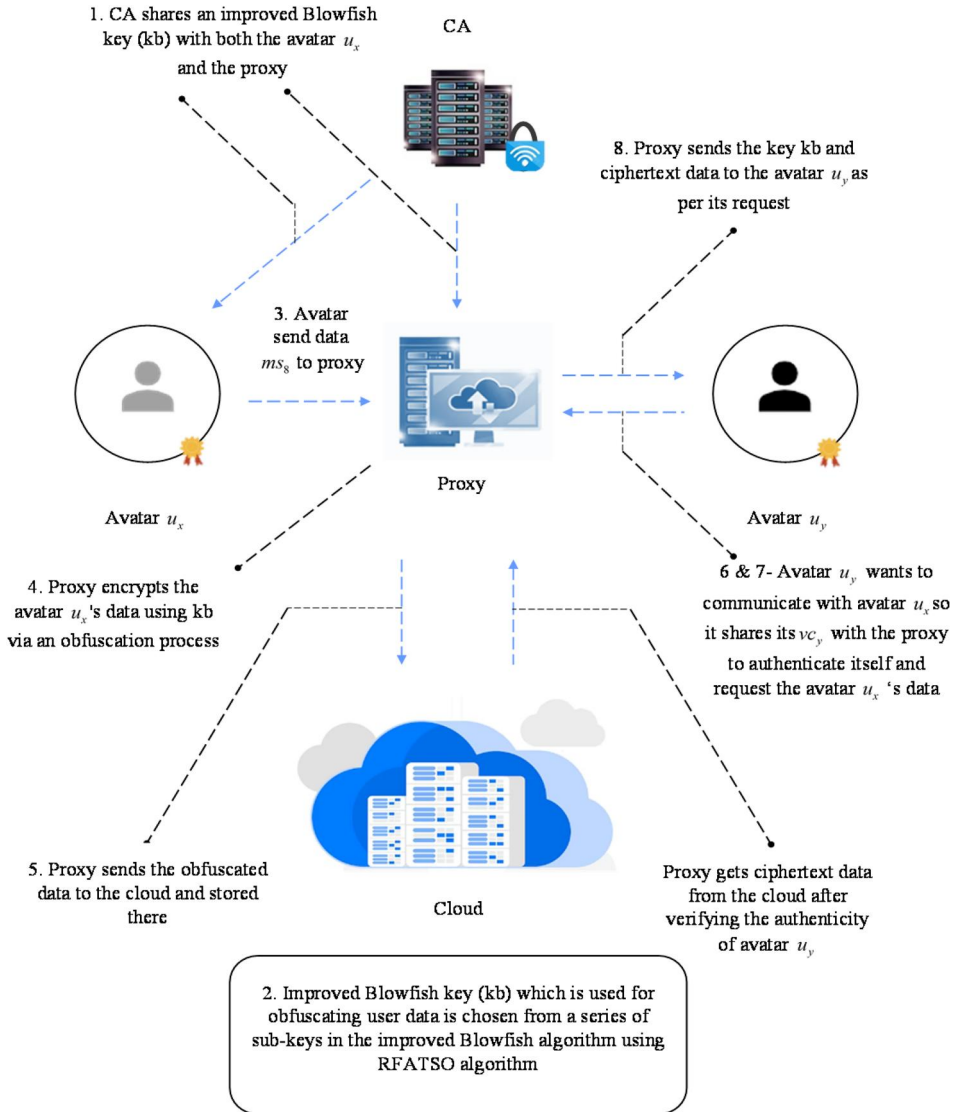 1. CA shares an improved Blowfish
key (kb) with both the avatar uₓ
and the proxy
CA
8. Proxy sends the key kb and
ciphertext data to the avatar u_y as
per its request
3. Avatar
send data
ms₈ to proxy
Proxy
Avatar uₓ
Avatar u_y
4. Proxy encrypts the
avatar uₓ's data using kb
via an obfuscation process
6 & 7- Avatar u_y wants to
communicate with avatar uₓ so
it shares its vc_y with the proxy
to authenticate itself and
request the avatar uₓ ‘s data
5. Proxy sends the obfuscated
data to the cloud and stored
there
Cloud
Proxy gets ciphertext data
from the cloud after
verifying the authenticity
of avatar u_y
2. Improved Blowfish key (kb) which is used for
obfuscating user data is chosen from a series of
sub-keys in the improved Blowfish algorithm using
RFATSO algorithm